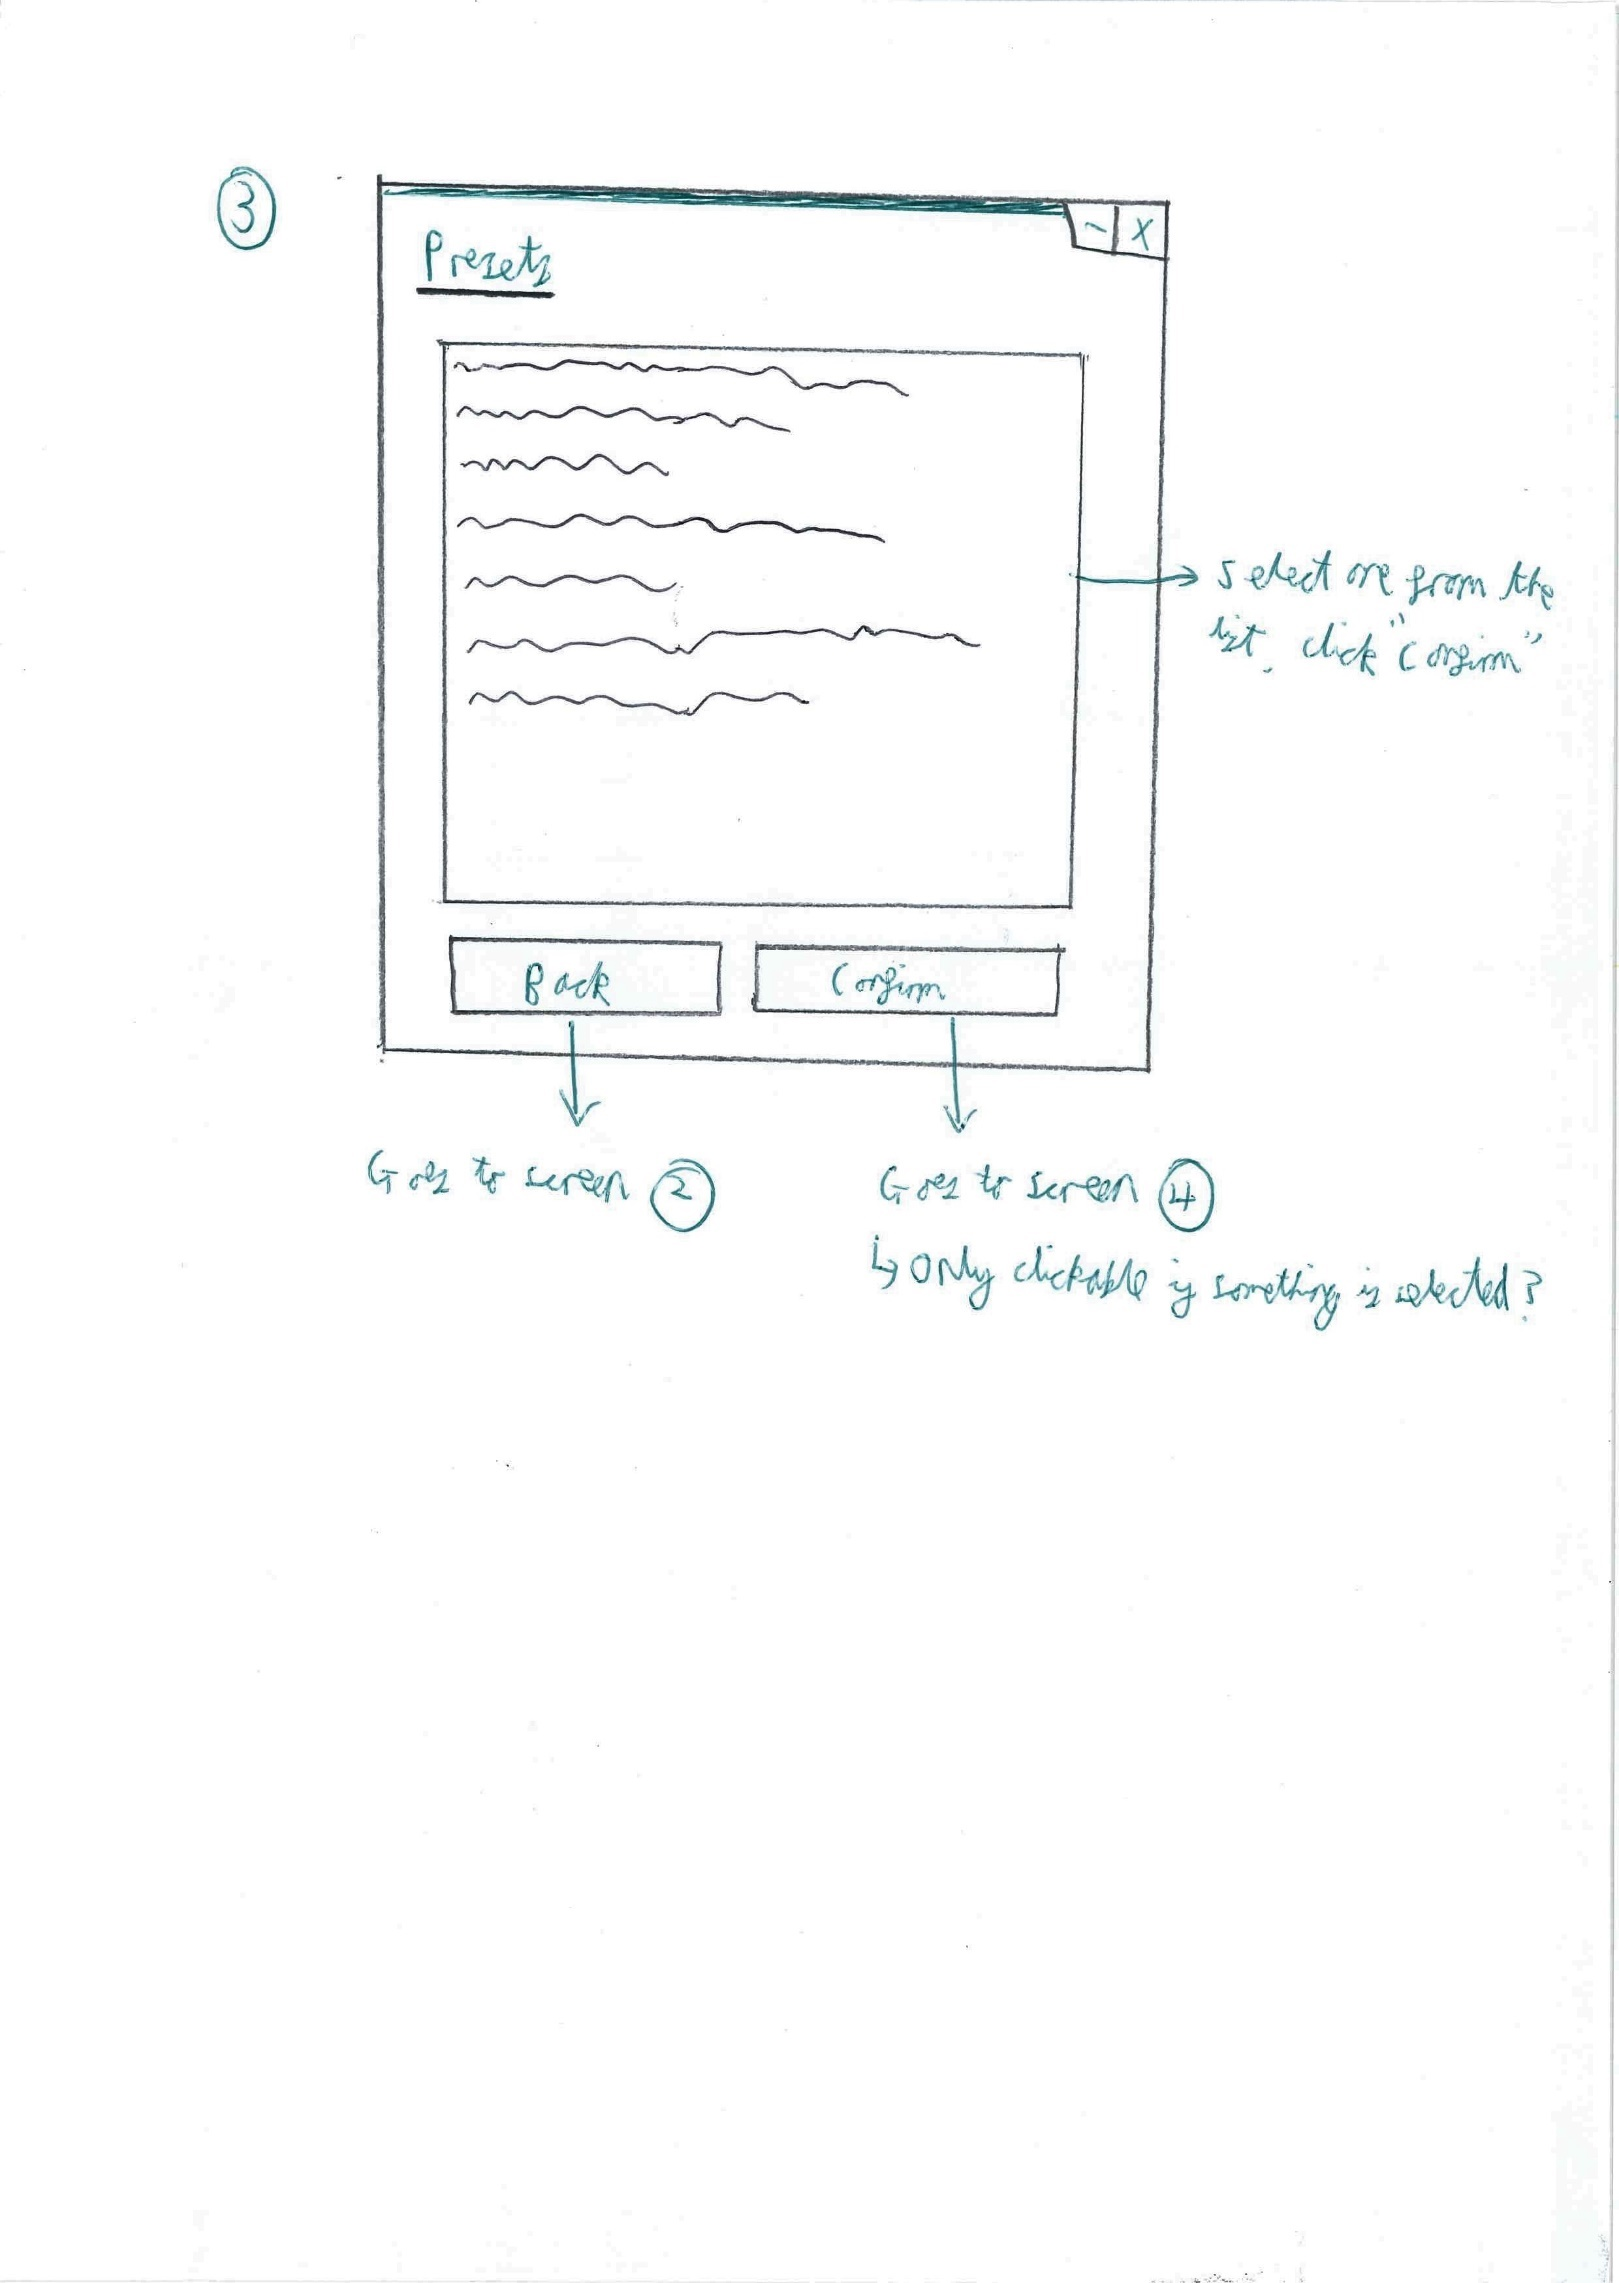 3
- X
Presets
Select one from the
list, click "Confirm"
Back
Confirm
Goes to screen 2
Goes to screen 4
↳ Only clickable if something is selected?